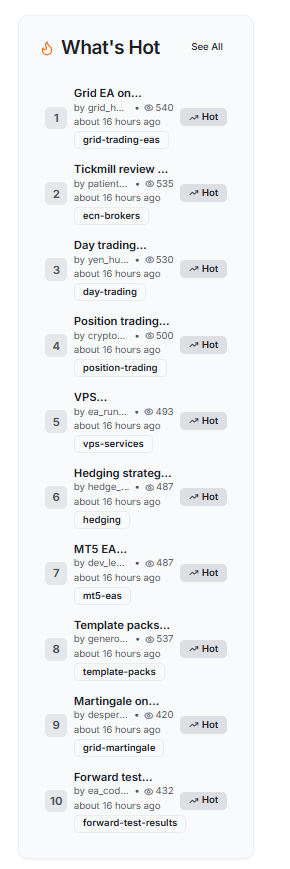 What's Hot See All
1 Grid EA on...
by grid_h... • 540
about 16 hours ago
grid-trading-eas
Hot
2 Tickmill review ...
by patient... • 535
about 16 hours ago
ecn-brokers
Hot
3 Day trading...
by yen_hu... • 530
about 16 hours ago
day-trading
Hot
4 Position trading...
by crypto... • 500
about 16 hours ago
position-trading
Hot
5 VPS...
by ea_run... • 493
about 16 hours ago
vps-services
Hot
6 Hedging strateg...
by hedge_... • 487
about 16 hours ago
hedging
Hot
7 MT5 EA...
by dev_le... • 487
about 16 hours ago
mt5-eas
Hot
8 Template packs...
by genero... • 537
about 16 hours ago
template-packs
Hot
9 Martingale on...
by desper... • 420
about 16 hours ago
grid-martingale
Hot
10 Forward test...
by ea_cod... • 432
about 16 hours ago
forward-test-results
Hot